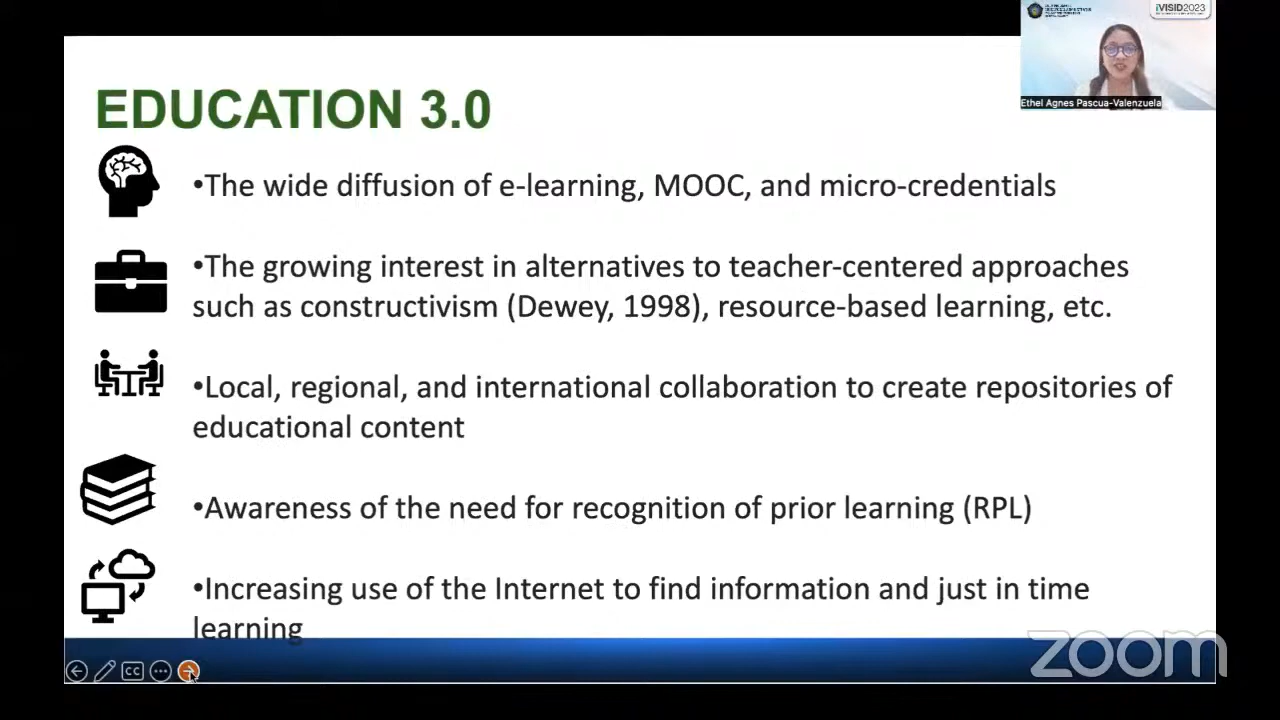 iVISID2023
Ethel Agnes Pascua-Valenzuela
EDUCATION 3.0
•The wide diffusion of e-learning, MOOC, and micro-credentials
•The growing interest in alternatives to teacher-centered approaches
such as constructivism (Dewey, 1998), resource-based learning, etc.
•Local, regional, and international collaboration to create repositories of
educational content
•Awareness of the need for recognition of prior learning (RPL)
•Increasing use of the Internet to find information and just in time
learning
CC
zoom